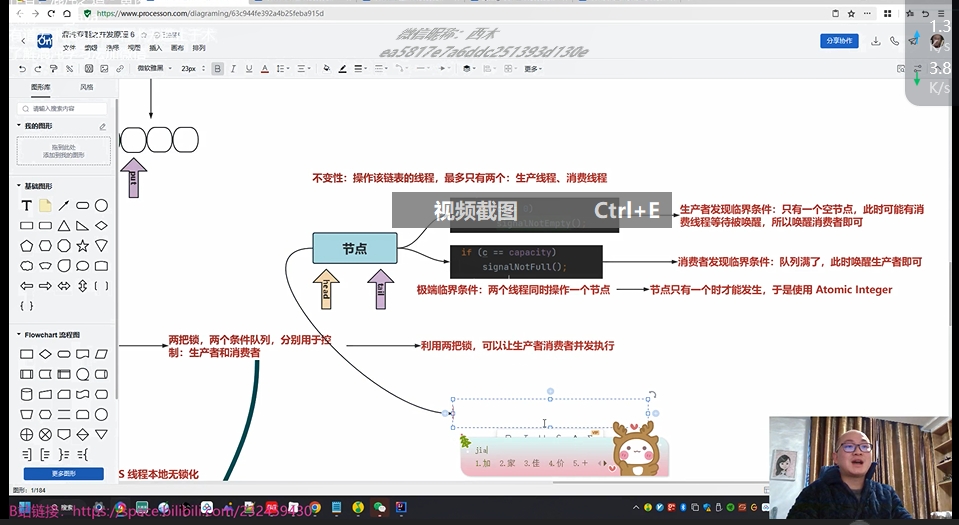 https://www.processon.com/diagraming/63c944fe392a4b25feba915d
微信昵称：西木
ea5817e7a6ddc251393d130e
1.3
K/s
3.8
K/s
文件 编辑 排序 视图 插入 画布 排列
分享协作
微软雅黑 23px B I U A 更多
图形库 风格
请输入搜索内容
我的图形
拖到此处
添加到我的图形
基础图形
Flowchart 流程图
更多图形
图形：1/184
put
不变性：操作该链表的线程，最多只有两个：生产线程、消费线程
视频截图 Ctrl+E
signalNotEmpty();
生产者发现临界条件：只有一个空节点，此时可能有消
费线程等待被唤醒，所以唤醒消费者即可
节点
if (c == capacity)
signalNotFull();
消费者发现临界条件：队列满了，此时唤醒生产者即可
head
tail
极端临界条件：两个线程同时操作一个节点
节点只有一个时才能发生，于是使用 Atomic Integer
两把锁，两个条件队列，分别用于控
制：生产者和消费者
利用两把锁，可以让生产者消费者并发执行
jia
1.加 2.家 3.佳 4.价 5.+
S 线程本地无锁化
B站链接：https://space.bilibili.com/
搜索